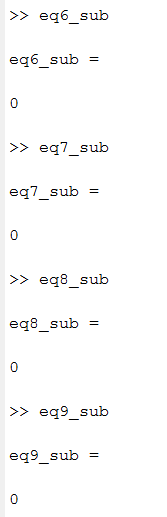 >> eq6_sub
eq6_sub =
0
>> eq7_sub
eq7_sub =
0
>> eq8_sub
eq8_sub =
0
>> eq9_sub
eq9_sub =
0